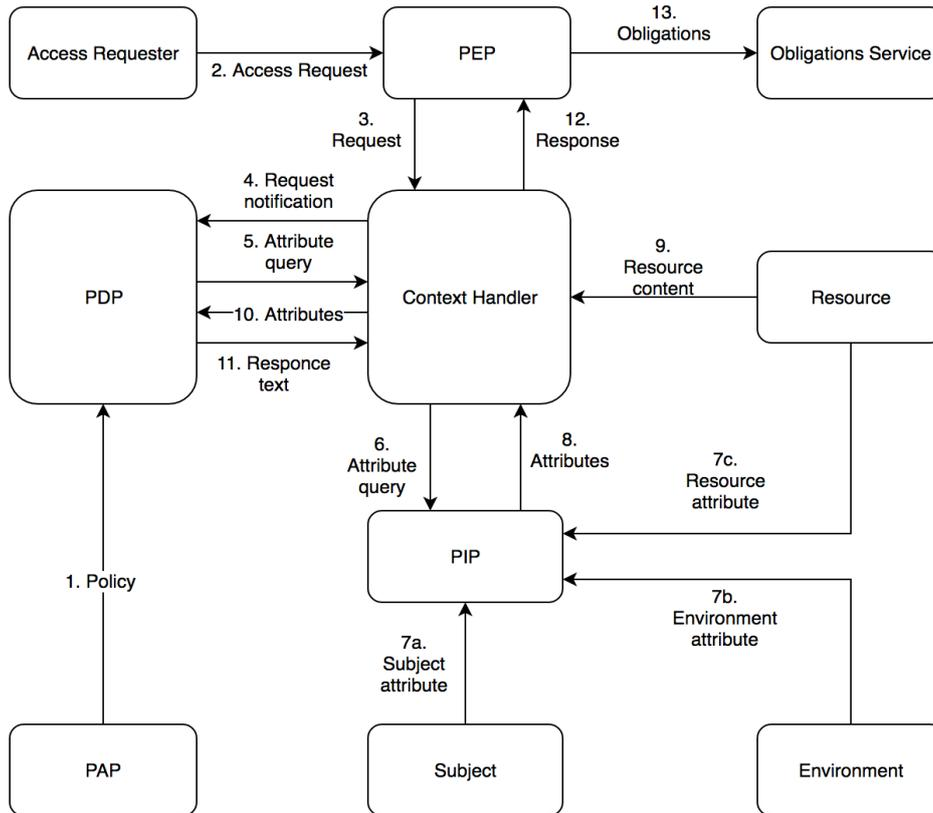 13.
Obligations
Access Requester
PEP
Obligations Service
2. Access Request
3.
Request
12.
Response
4. Request
notification
5. Attribute
query
9.
Resource
content
PDP
Context Handler
Resource
10. Attributes
11. Responce
text
6.
Attribute
query
8.
Attributes
7c.
Resource
attribute
PIP
1. Policy
7b.
Environment
attribute
7a.
Subject
attribute
PAP
Subject
Environment